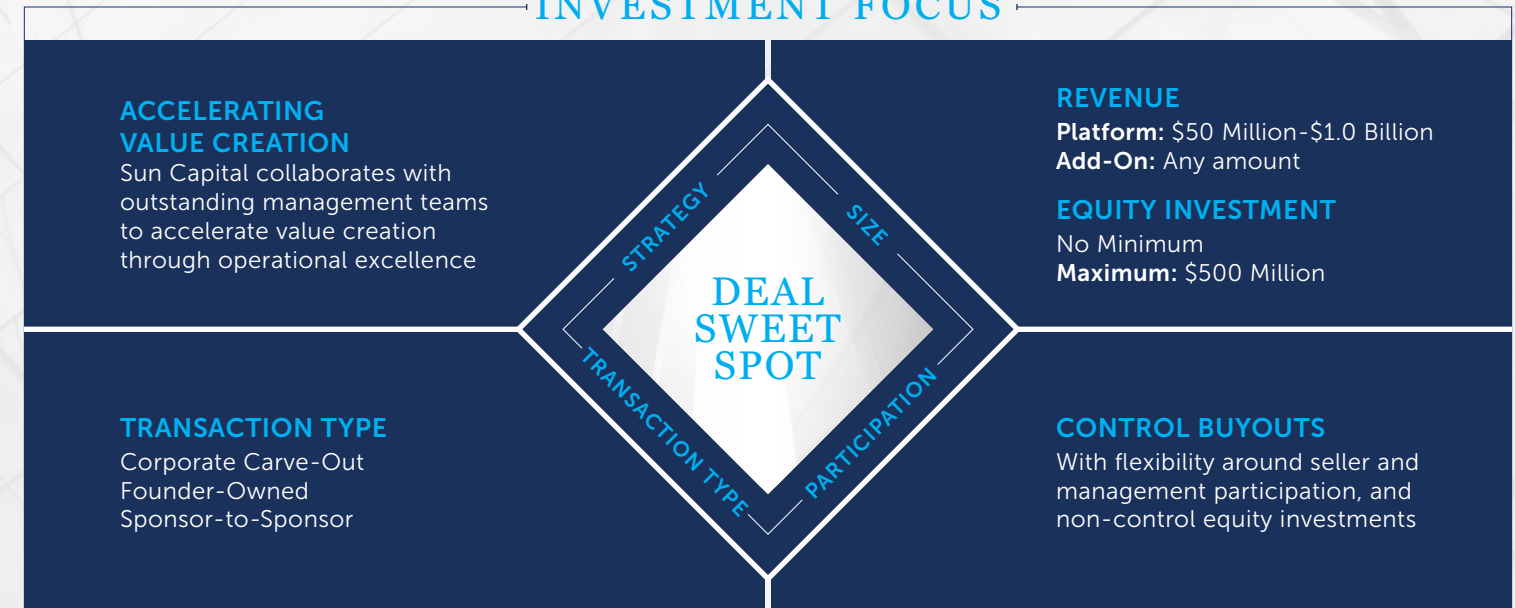 INVESTMENT FOCUS
ACCELERATING
VALUE CREATION
Sun Capital collaborates with
outstanding management teams
to accelerate value creation
through operational excellence
REVENUE
Platform: $50 Million-$1.0 Billion
Add-On: Any amount
EQUITY INVESTMENT
No Minimum
Maximum: $500 Million
STRATEGY
SIZE
DEAL
SWEET
SPOT
TRANSACTION TYPE
PARTICIPATION
TRANSACTION TYPE
Corporate Carve-Out
Founder-Owned
Sponsor-to-Sponsor
CONTROL BUYOUTS
With flexibility around seller and
management participation, and
non-control equity investments